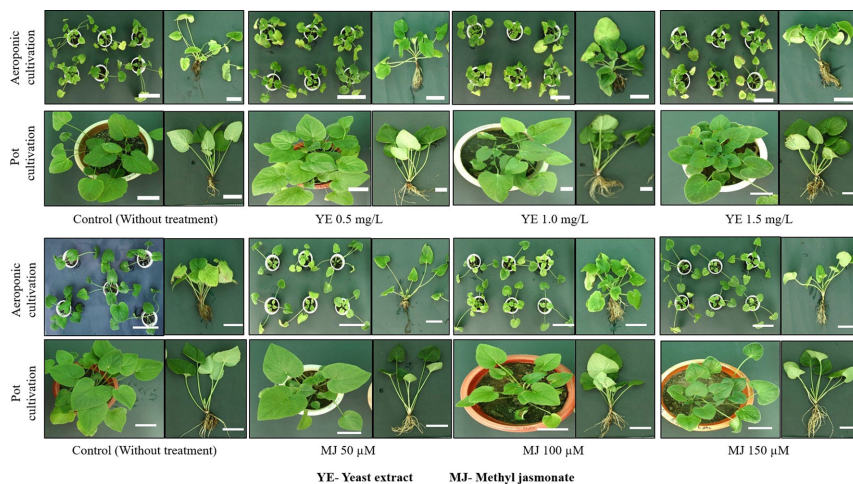 Aeroponic
cultivation
Pot
cultivation
Control (Without treatment) YE 0.5 mg/L YE 1.0 mg/L YE 1.5 mg/L
Aeroponic
cultivation
Pot
cultivation
Control (Without treatment) MJ 50 µM MJ 100 µM MJ 150 µM
YE- Yeast extract MJ- Methyl jasmonate